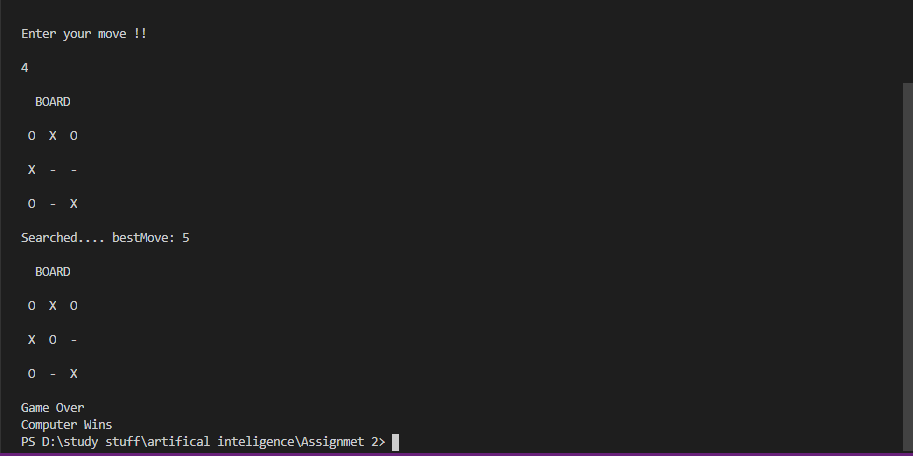 Enter your move !!
4
BOARD
O X O
X - -
O - X
Searched.... bestMove: 5
BOARD
O X O
X O -
O - X
Game Over
Computer Wins
PS D:\study stuff\artifical inteligence\Assignmet 2>